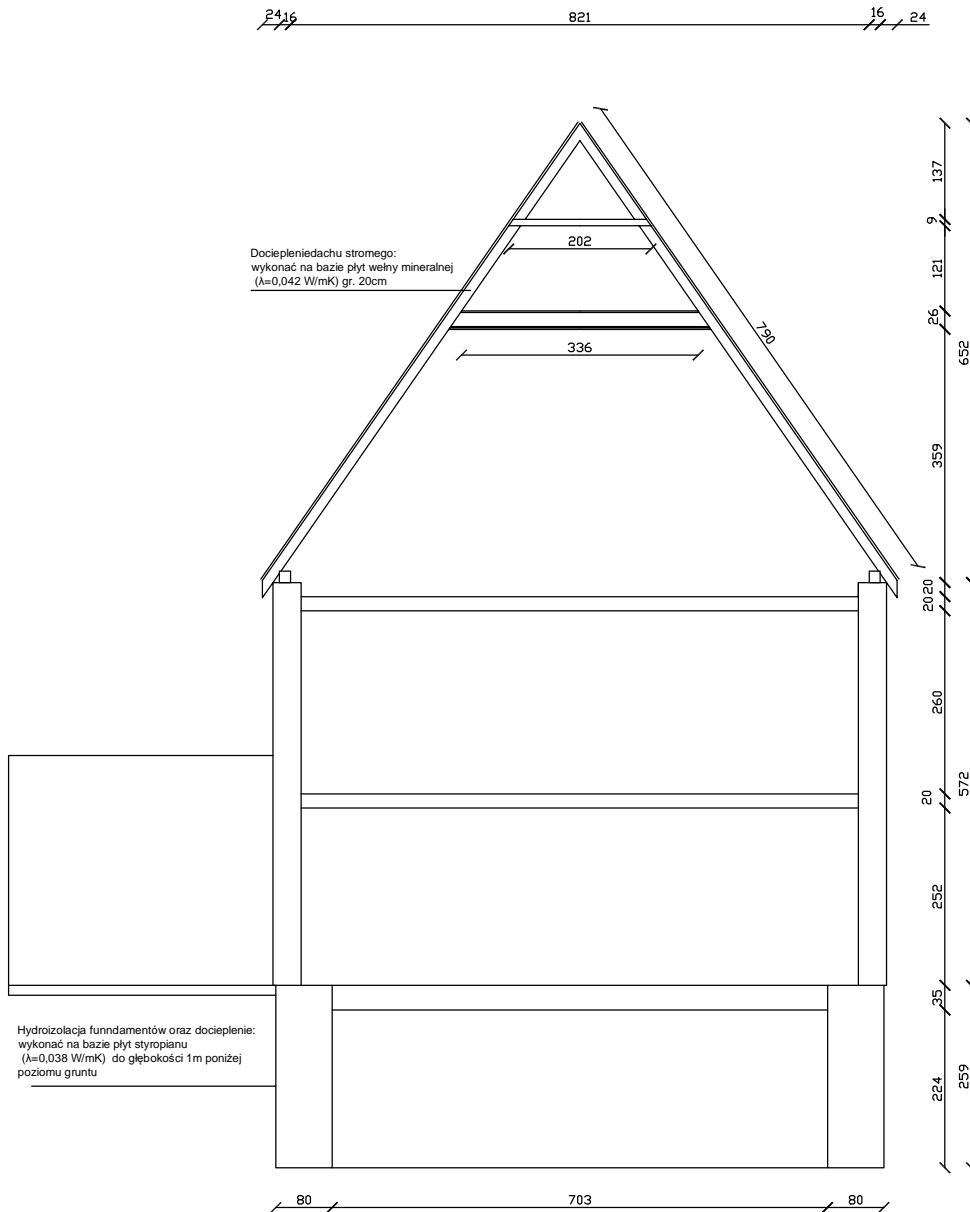 24 16 821 16 24
137
9
Dociepleniedachu stromego:
wykonać na bazie płyt wełny mineralnej
(λ=0,042 W/mK) gr. 20cm
202
121
26
790
336
652
359
20
20
260
572
20
252
35
Hydroizolacja funndamentów oraz docieplenie:
wykonać na bazie płyt styropianu
(λ=0,038 W/mK) do głębokości 1m poniżej
poziomu gruntu
224
259
80 703 80